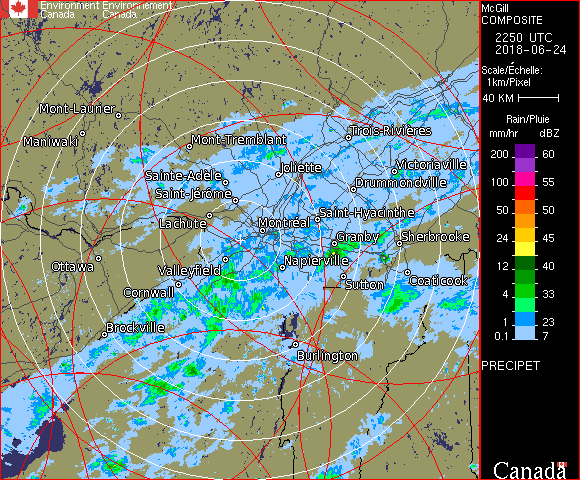 Environment Environnement
Canada Canada
McGill
COMPOSITE
2250 UTC
2018-06-24
Scale/Échelle:
1km/Pixel
40 KM
Rain/Pluie
mm/hr dBZ
200 60
100 55
50 50
24 45
12 40
4 33
1 23
0.1 7
PRECIPET
Canada
Mont-Laurier
Maniwaki
Mont-Tremblant
Trois-Rivières
Sainte-Adèle
Joliette
Victoriaville
Saint-Jérôme
Drummondville
Lachute
Montréal
Saint-Hyacinthe
Granby
Sherbrooke
Ottawa
Valleyfield
Napierville
Cornwall
Sutton
Coaticook
Brockville
Burlington